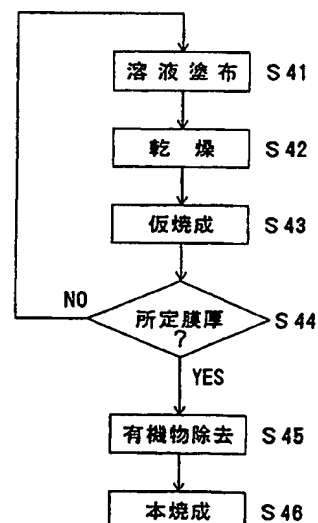 溶液塗布 S41
乾燥 S42
仮焼成 S43
NO
所定膜厚 S44
?
YES
有機物除去 S45
本焼成 S46